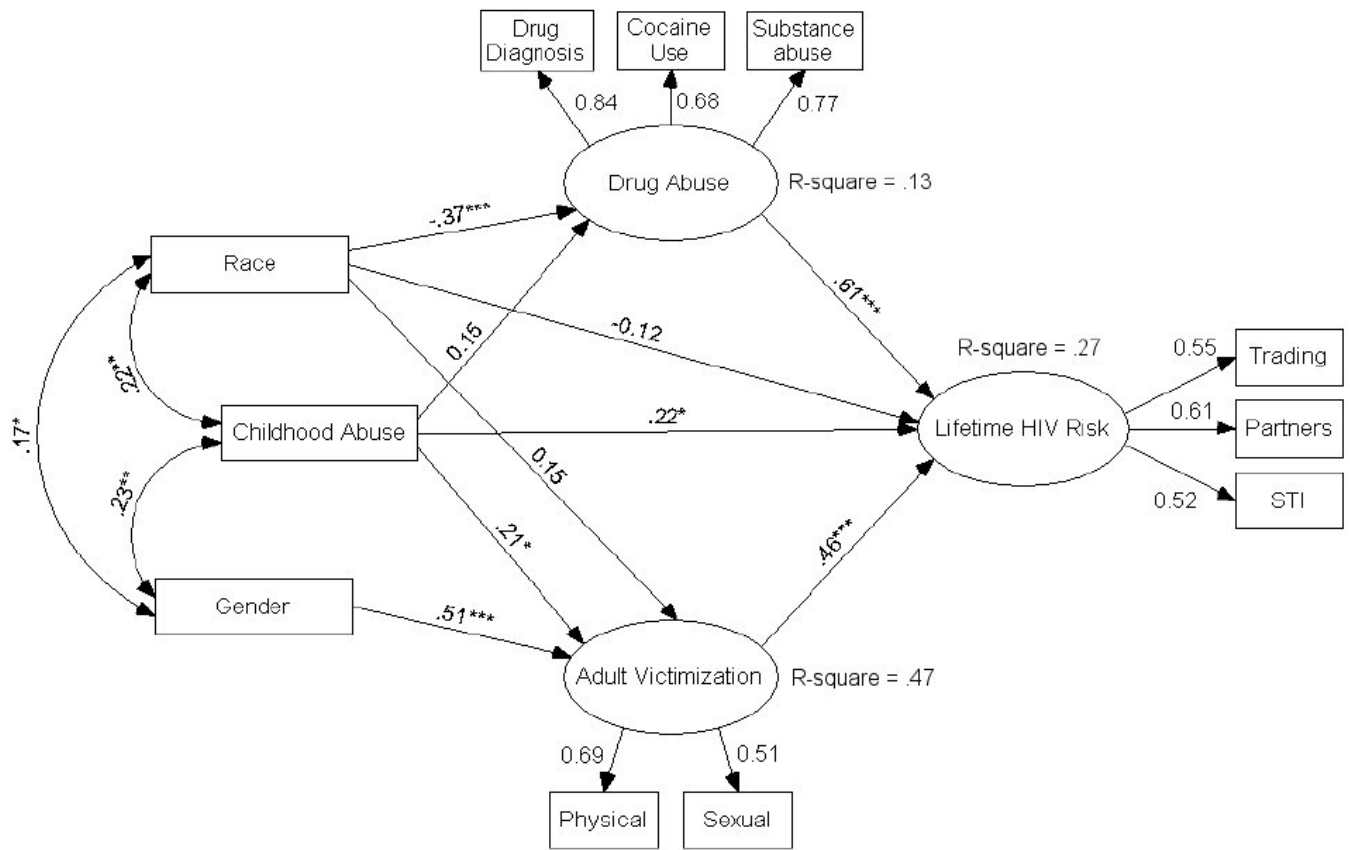 Drug
Diagnosis
Cocaine
Use
Substance
abuse
0.84
0.68
0.77
Drug Abuse
R-square = .13
-.37***
Race
.61***
-0.12
0.15
R-square = .27
0.55
Trading
.22**
.17*
Childhood Abuse
.22*
Lifetime HIV Risk
0.61
Partners
0.15
.23**
0.52
STI
.21*
.46***
Gender
.51***
Adult Victimization
R-square = .47
0.69
0.51
Physical
Sexual